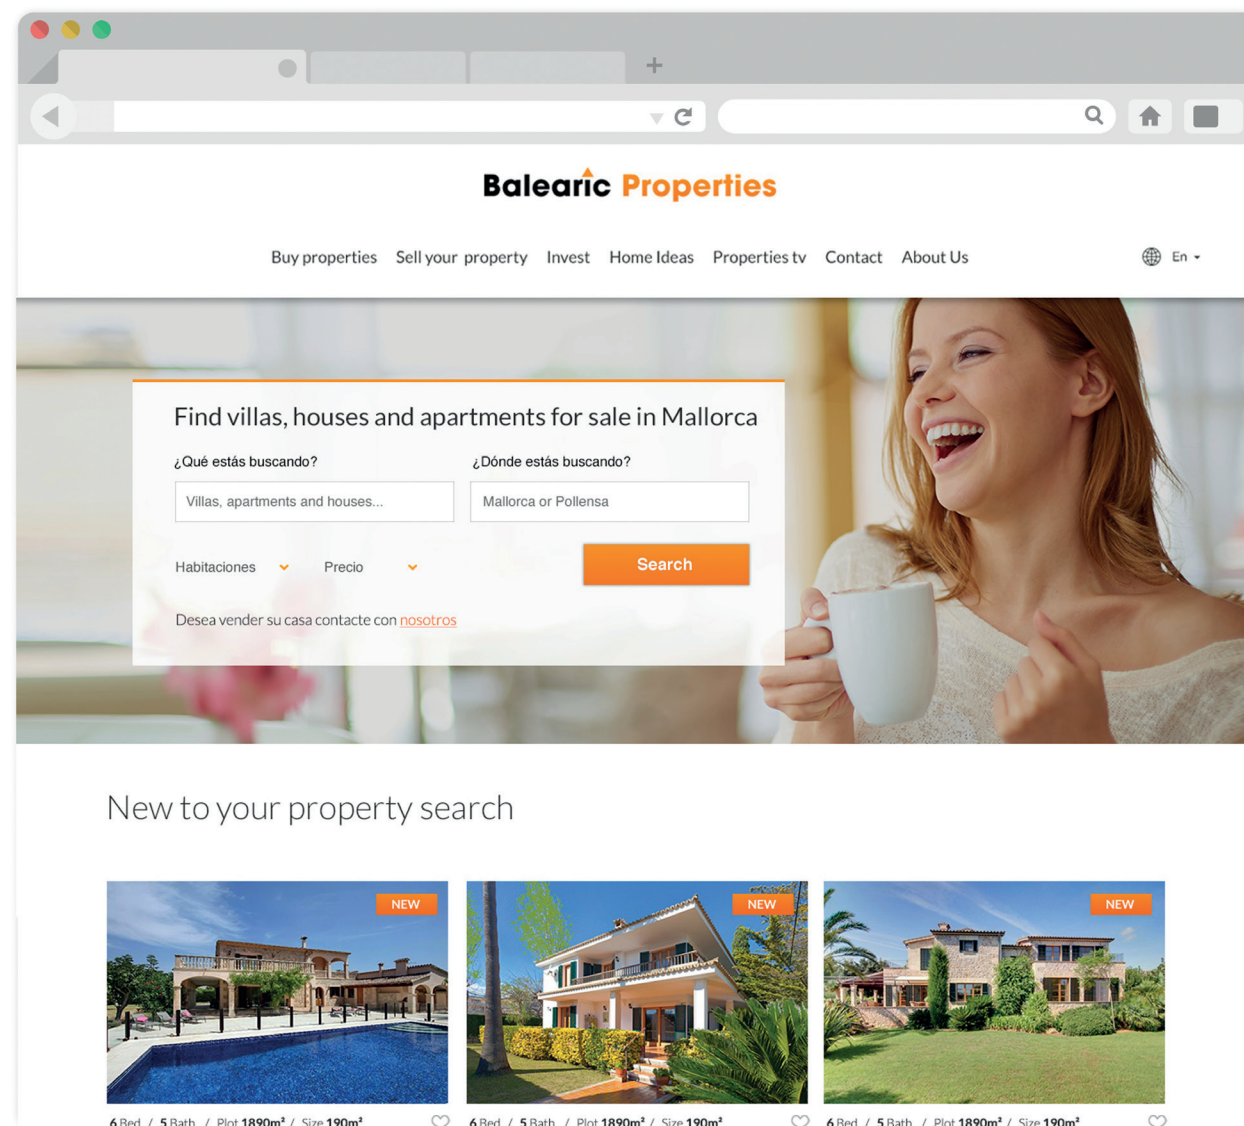 Balearic Properties
Buy properties Sell your property Invest Home Ideas Properties tv Contact About Us En
Find villas, houses and apartments for sale in Mallorca
¿Qué estás buscando? ¿Dónde estás buscando?
Villas, apartments and houses... Mallorca or Pollensa
Habitaciones Precio Search
Desea vender su casa contacte con nosotros
New to your property search
NEW NEW NEW
6 Bed / 5 Bath / Plot 1890m² / Size 190m² 6 Bed / 5 Bath / Plot 1890m² / Size 190m² 6 Bed / 5 Bath / Plot 1890m² / Size 190m²